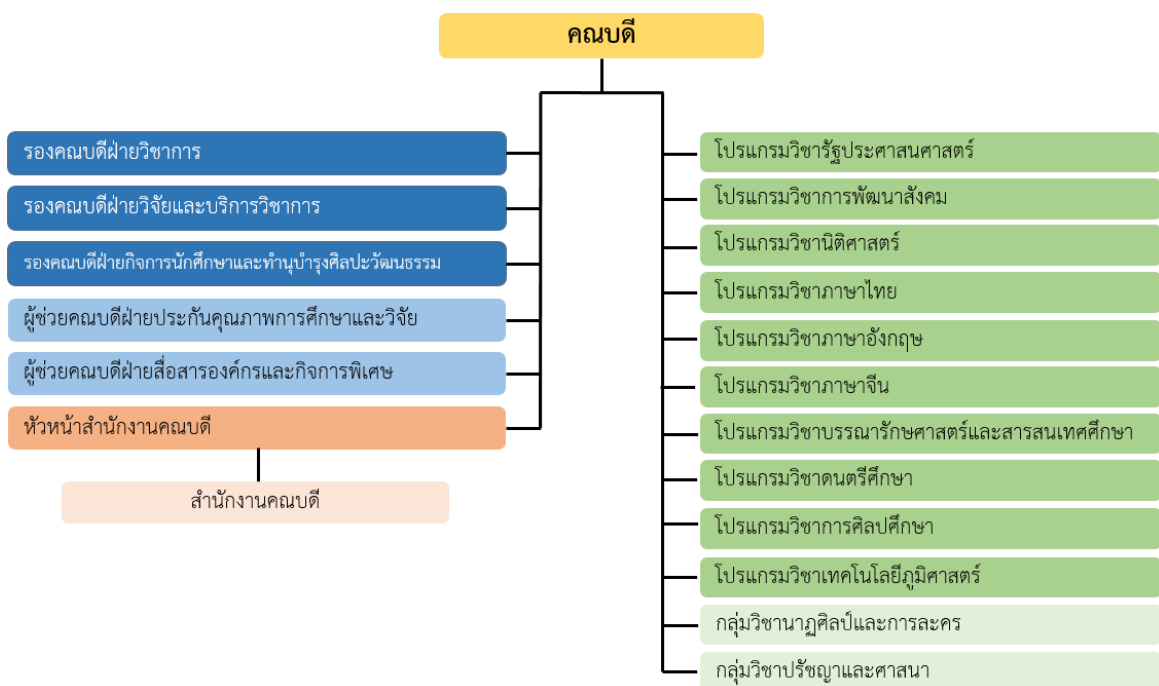 คณบดี
รองคณบดีฝ่ายวิชาการ
รองคณบดีฝ่ายวิจัยและบริการวิชาการ
รองคณบดีฝ่ายกิจการนักศึกษาและทำนุบำรุงศิลปะวัฒนธรรม
ผู้ช่วยคณบดีฝ่ายประกันคุณภาพการศึกษาและวิจัย
ผู้ช่วยคณบดีฝ่ายสื่อสารองค์กรและกิจการพิเศษ
หัวหน้าสำนักงานคณบดี
สำนักงานคณบดี
โปรแกรมวิชารัฐประศาสนศาสตร์
โปรแกรมวิชาการพัฒนาสังคม
โปรแกรมวิชานิติศาสตร์
โปรแกรมวิชาภาษาไทย
โปรแกรมวิชาภาษาอังกฤษ
โปรแกรมวิชาภาษาจีน
โปรแกรมวิชาบรรณารักษศาสตร์และสารสนเทศศึกษา
โปรแกรมวิชาดนตรีศึกษา
โปรแกรมวิชาการศิลปศึกษา
โปรแกรมวิชาเทคโนโลยีภูมิศาสตร์
กลุ่มวิชานาฏศิลป์และการละคร
กลุ่มวิชาปรัชญาและศาสนา